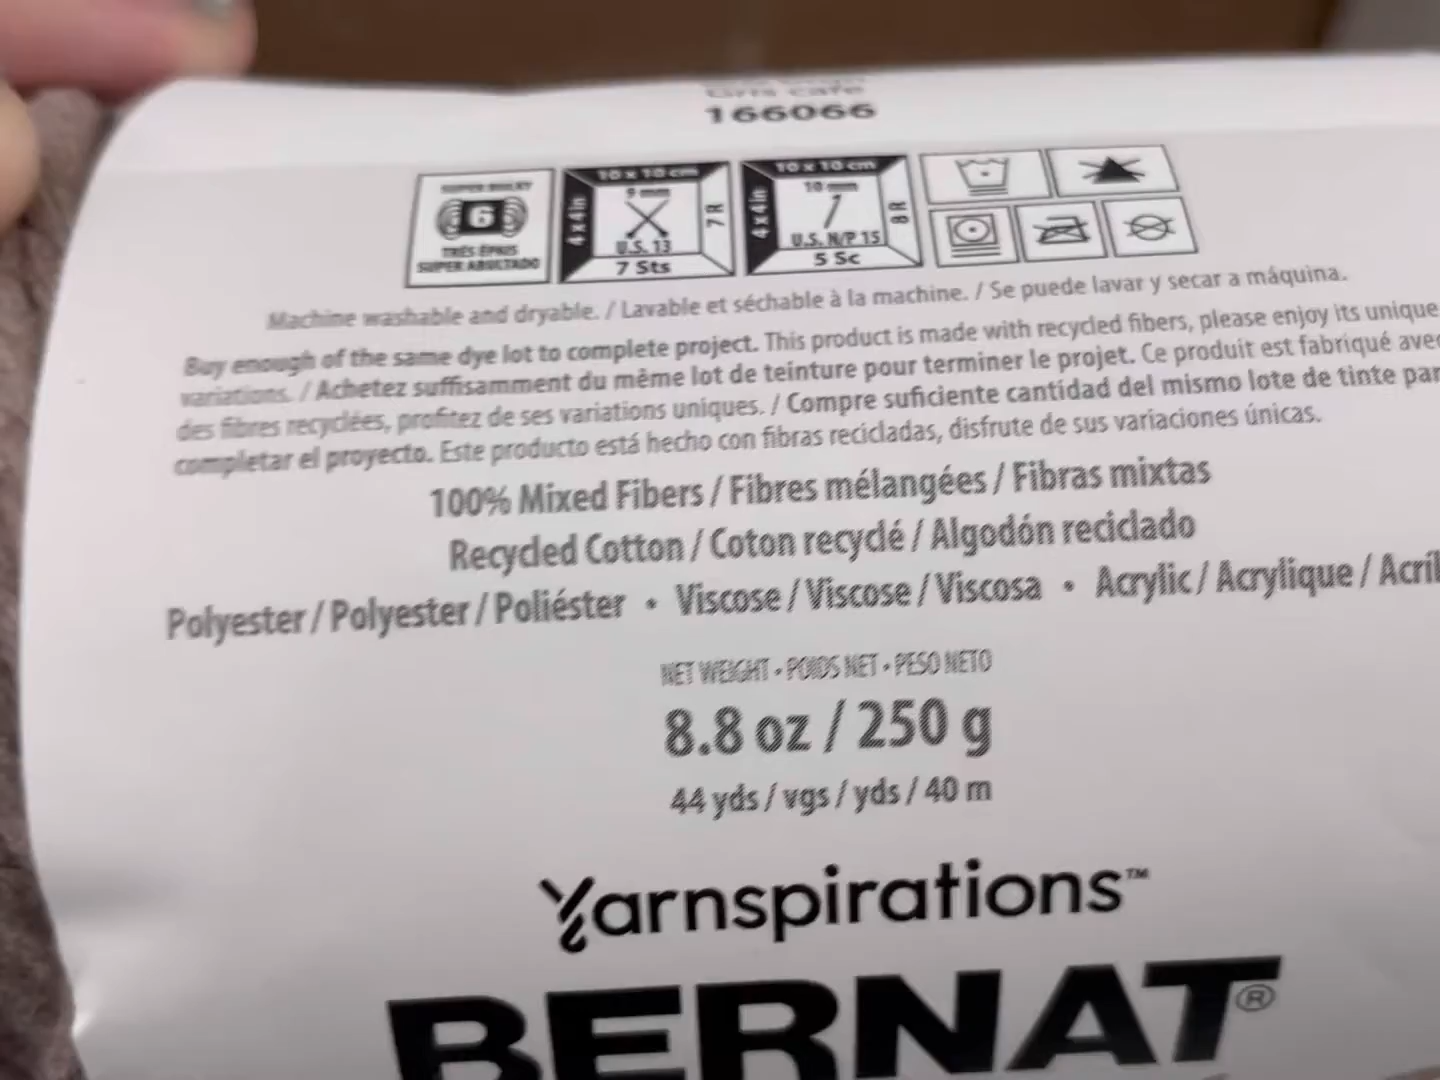 Gris café
166066
SUPER BULKY
6
TRÈS ÉPAIS
SUPER ABULTADO
10 x 10 cm
4 x 4 in
9 mm
U.S. 13
7 R
7 Sts
10 x 10 cm
4 x 4 in
10 mm
U.S. N/P 15
8 R
5 Sc
Machine washable and dryable. / Lavable et séchable à la machine. / Se puede lavar y secar a máquina.
Buy enough of the same dye lot to complete project. This product is made with recycled fibers, please enjoy its unique
variations. / Achetez suffisamment du même lot de teinture pour terminer le projet. Ce produit est fabriqué avec
des fibres recyclées, profitez de ses variations uniques. / Compre suficiente cantidad del mismo lote de tinte par
completar el proyecto. Este producto está hecho con fibras recicladas, disfrute de sus variaciones únicas.
100% Mixed Fibers / Fibres mélangées / Fibras mixtas
Recycled Cotton / Coton recyclé / Algodón reciclado
Polyester / Polyester / Poliéster • Viscose / Viscose / Viscosa • Acrylic / Acrylique / Acríl
NET WEIGHT • POIDS NET • PESO NETO
8.8 oz / 250 g
44 yds / vgs / yds / 40 m
Yarnspirations™
BERNAT®